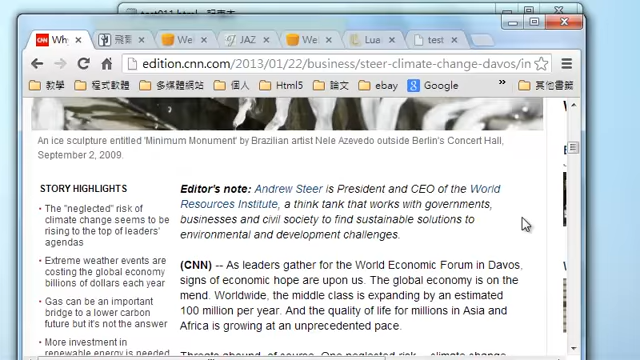 test011.html - 記事本
CNN Why
飛
We
JAZ
We
Lua
test
edition.cnn.com/2013/01/22/business/steer-climate-change-davos/in
教學 程式軟體 多媒體網站 個人 Html5 論文 ebay Google » 其他書籤
An ice sculpture entitled 'Minimum Monument' by Brazilian artist Nele Azevedo outside Berlin's Concert Hall,
September 2, 2009.
STORY HIGHLIGHTS
• The "neglected" risk of
climate change seems to be
rising to the top of leaders'
agendas
• Extreme weather events are
costing the global economy
billions of dollars each year
• Gas can be an important
bridge to a lower carbon
future but it's not the answer
• More investment in
renewable energy is needed
Editor's note: Andrew Steer is President and CEO of the World
Resources Institute, a think tank that works with governments,
businesses and civil society to find sustainable solutions to
environmental and development challenges.
(CNN) -- As leaders gather for the World Economic Forum in Davos,
signs of economic hope are upon us. The global economy is on the
mend. Worldwide, the middle class is expanding by an estimated
100 million per year. And the quality of life for millions in Asia and
Africa is growing at an unprecedented pace.
Threats abound, of course. One neglected risk -- climate change